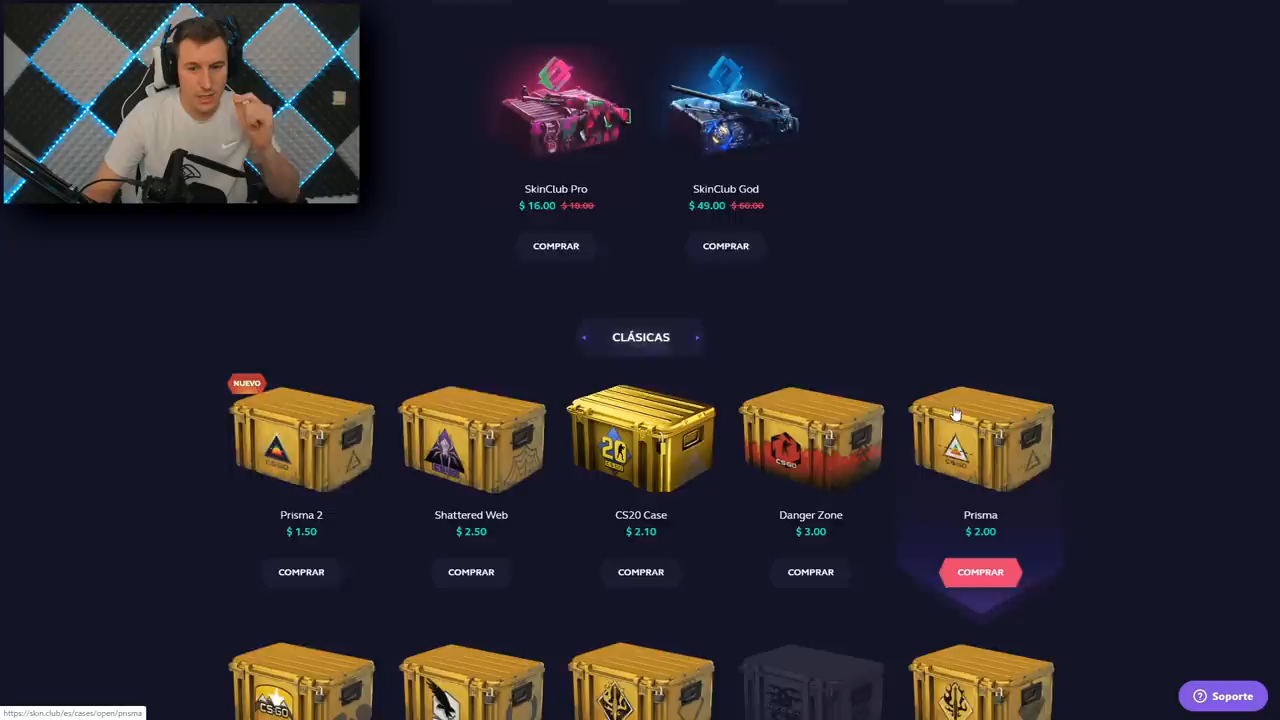 SkinClub Pro
$ 16.00 $ 18.00
COMPRAR
SkinClub God
$ 49.00 $ 60.00
COMPRAR
CLÁSICAS
NUEVO
Prisma 2
$ 1.50
COMPRAR
Shattered Web
$ 2.50
COMPRAR
CS20 Case
$ 2.10
COMPRAR
Danger Zone
$ 3.00
COMPRAR
Prisma
$ 2.00
COMPRAR
CS:GO
Soporte
https://skin.club/es/cases/open/prisma